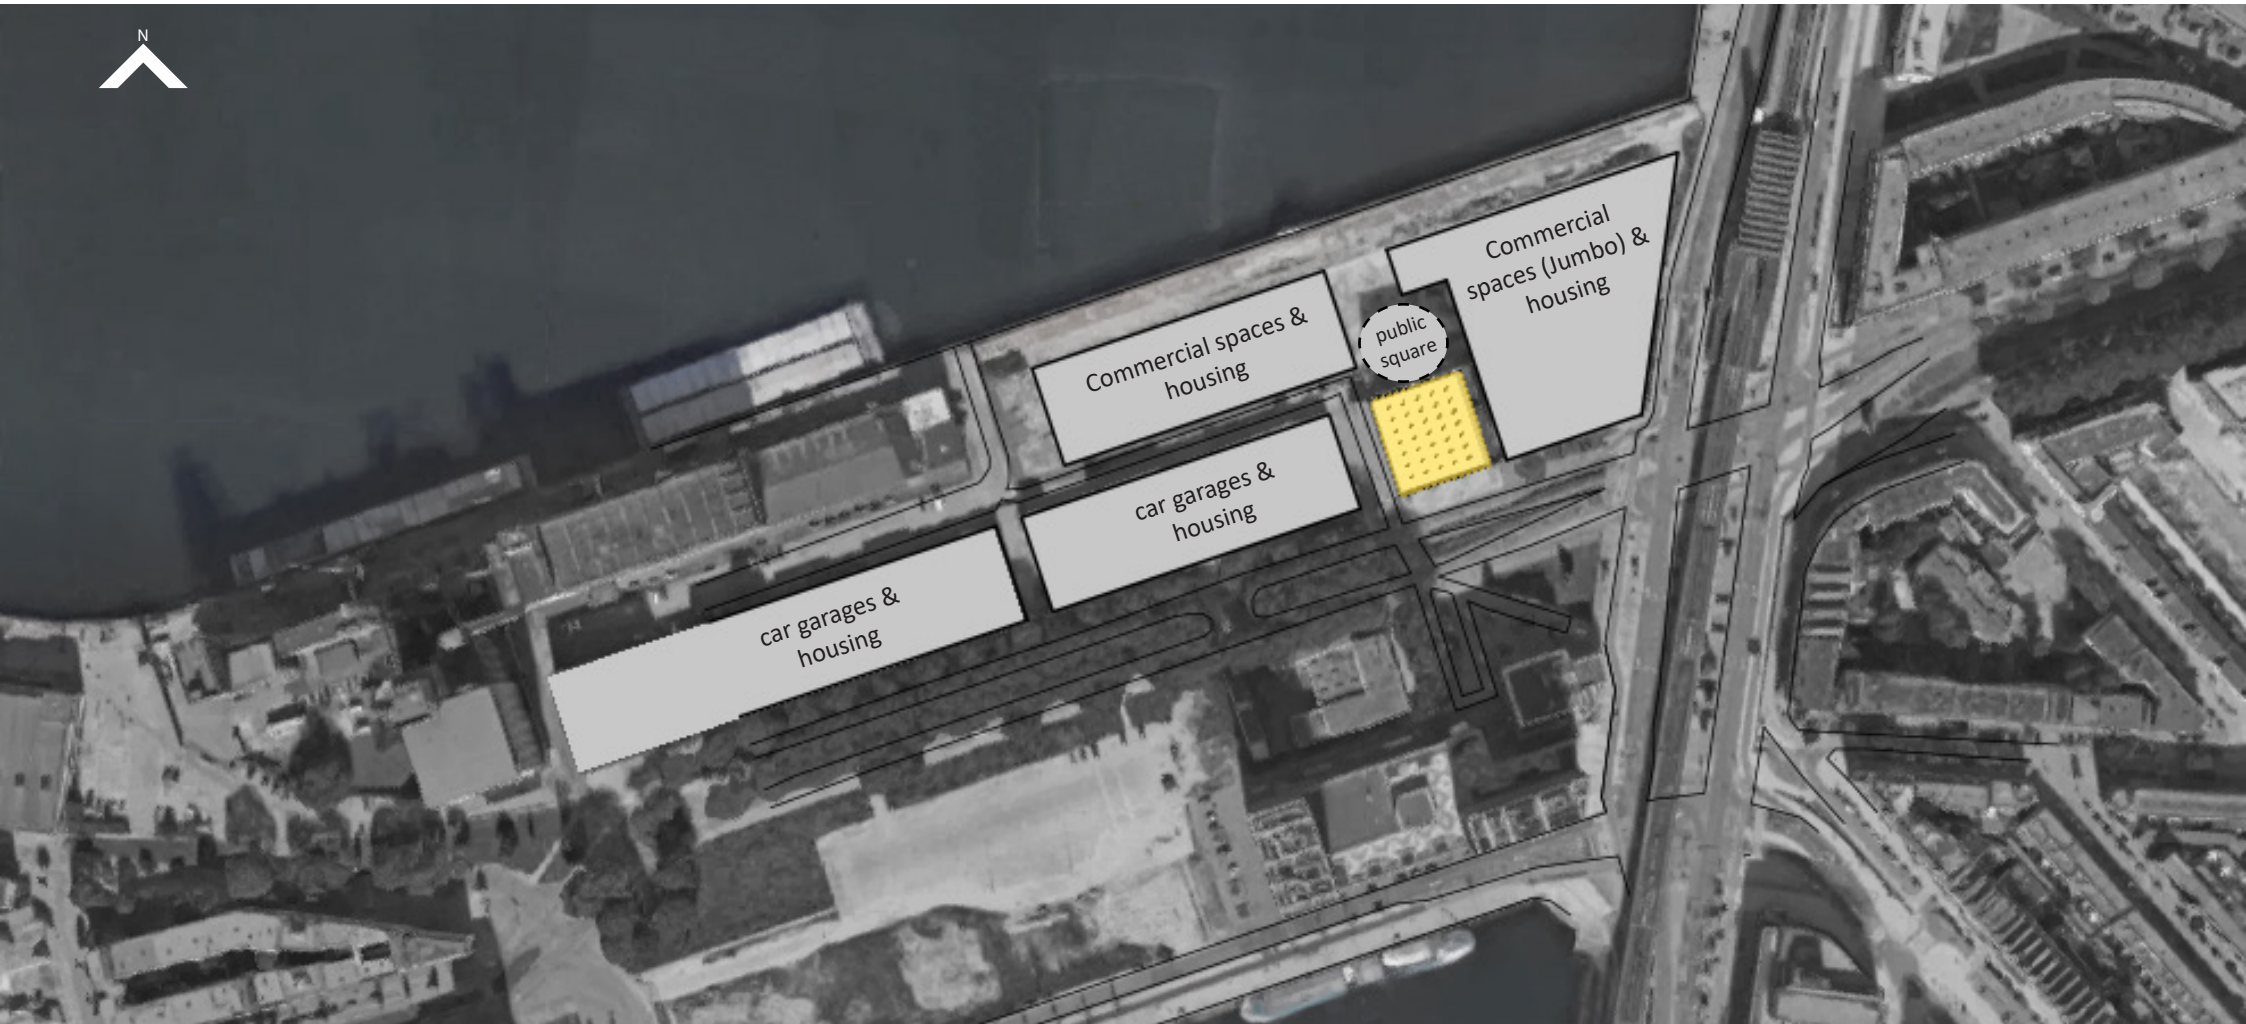 N
Commercial
spaces (Jumbo) &
housing
Commercial spaces &
housing
public
square
car garages &
housing
car garages &
housing